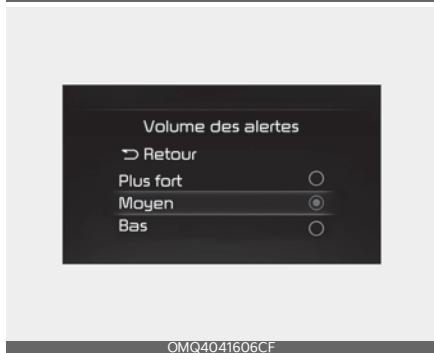 Volume des alertes
Retour
Plus fort
Moyen
Bas
OMQ4041606CF